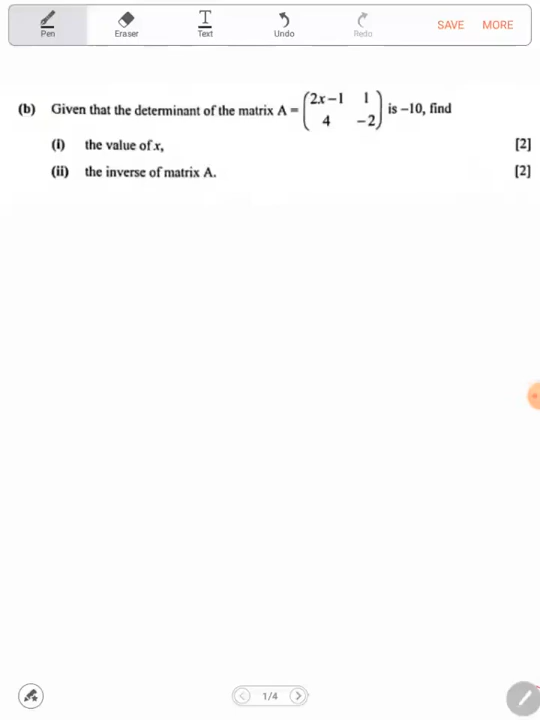 Pen Eraser Text Undo Redo SAVE MORE
(b) Given that the determinant of the matrix A = (2x−1 1
4 −2) is −10, find
(i) the value of x, [2]
(ii) the inverse of matrix A. [2]
1/4